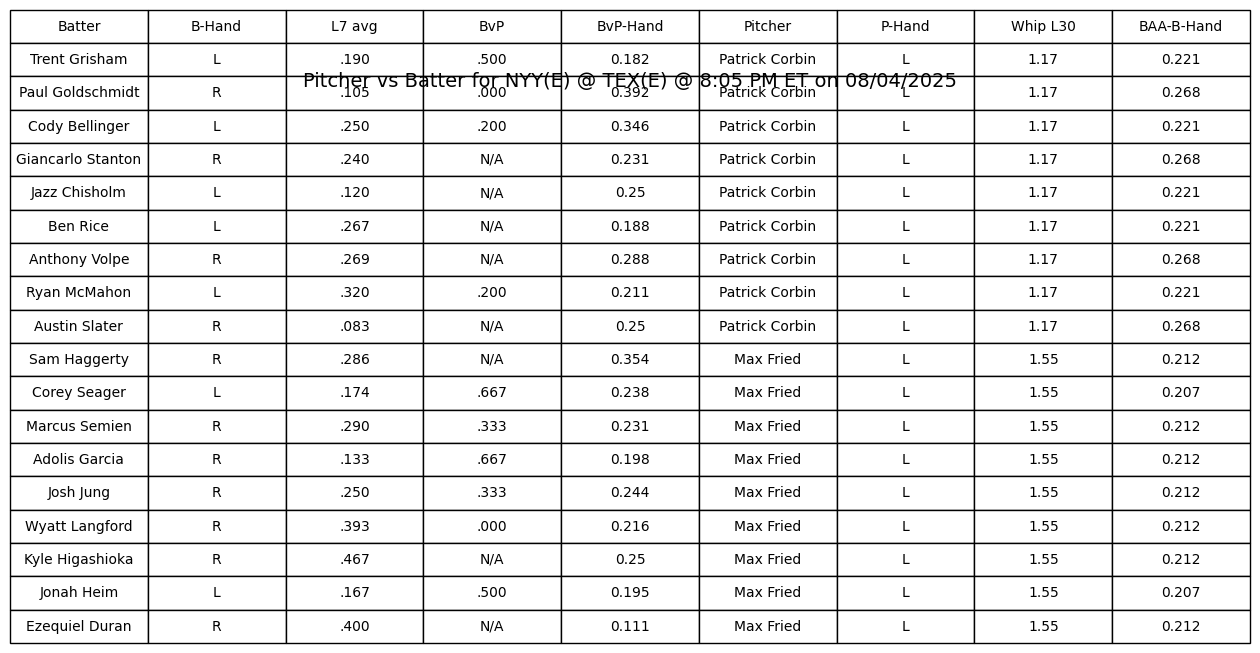 Batter B-Hand L7 avg BvP BvP-Hand Pitcher P-Hand Whip L30 BAA-B-Hand
Trent Grisham L .190 .500 0.182 Patrick Corbin L 1.17 0.221
Pitcher vs Batter for NYY(E) @ TEX(E) @ 8:05 PM ET on 08/04/2025
Paul Goldschmidt R .105 .000 0.392 Patrick Corbin L 1.17 0.268
Cody Bellinger L .250 .200 0.346 Patrick Corbin L 1.17 0.221
Giancarlo Stanton R .240 N/A 0.231 Patrick Corbin L 1.17 0.268
Jazz Chisholm L .120 N/A 0.25 Patrick Corbin L 1.17 0.221
Ben Rice L .267 N/A 0.188 Patrick Corbin L 1.17 0.221
Anthony Volpe R .269 N/A 0.288 Patrick Corbin L 1.17 0.268
Ryan McMahon L .320 .200 0.211 Patrick Corbin L 1.17 0.221
Austin Slater R .083 N/A 0.25 Patrick Corbin L 1.17 0.268
Sam Haggerty R .286 N/A 0.354 Max Fried L 1.55 0.212
Corey Seager L .174 .667 0.238 Max Fried L 1.55 0.207
Marcus Semien R .290 .333 0.231 Max Fried L 1.55 0.212
Adolis Garcia R .133 .667 0.198 Max Fried L 1.55 0.212
Josh Jung R .250 .333 0.244 Max Fried L 1.55 0.212
Wyatt Langford R .393 .000 0.216 Max Fried L 1.55 0.212
Kyle Higashioka R .467 N/A 0.25 Max Fried L 1.55 0.212
Jonah Heim L .167 .500 0.195 Max Fried L 1.55 0.207
Ezequiel Duran R .400 N/A 0.111 Max Fried L 1.55 0.212